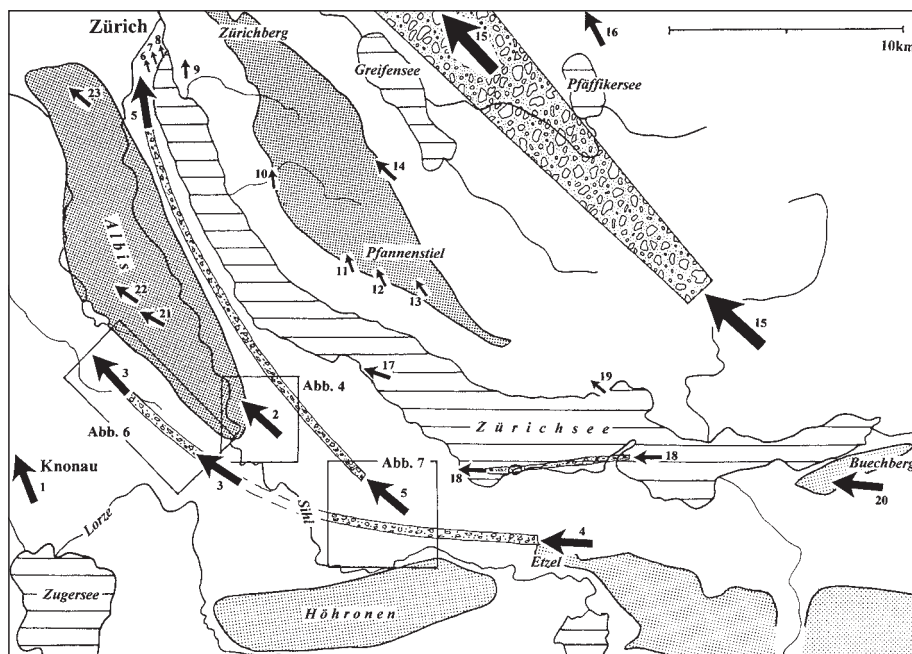 Zürich
Zürichberg
15
16
10km
8
7
6
9
Greifensee
Pfäffikersee
23
5
14
10
Albis
Pfannenstiel
11
12
13
22
21
15
3
17
19
Abb. 4
2
Zürichsee
Abb. 6
Abb. 7
18
18
Buechberg
Knonau
1
3
5
20
Sihl
Lorze
4
Etzel
Zugersee
Höhronen